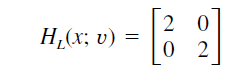 H_L(x; v) = [2 0
0 2]